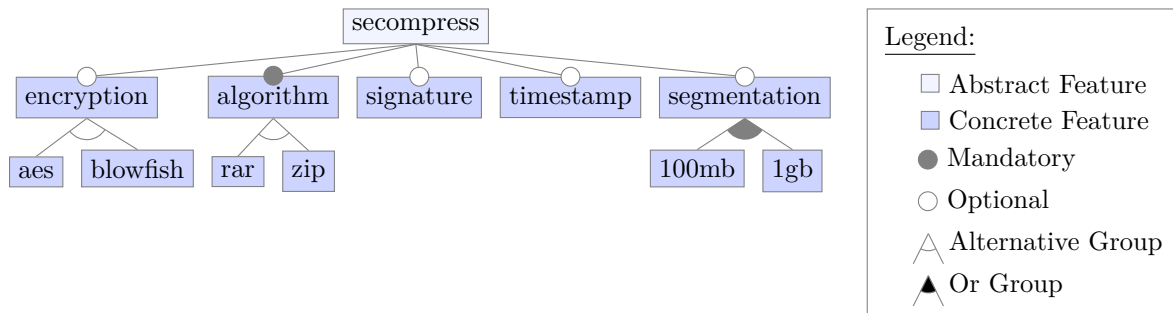 secompress
encryption algorithm signature timestamp segmentation
aes blowfish rar zip 100mb 1gb
Legend:
Abstract Feature
Concrete Feature
Mandatory
Optional
Alternative Group
Or Group